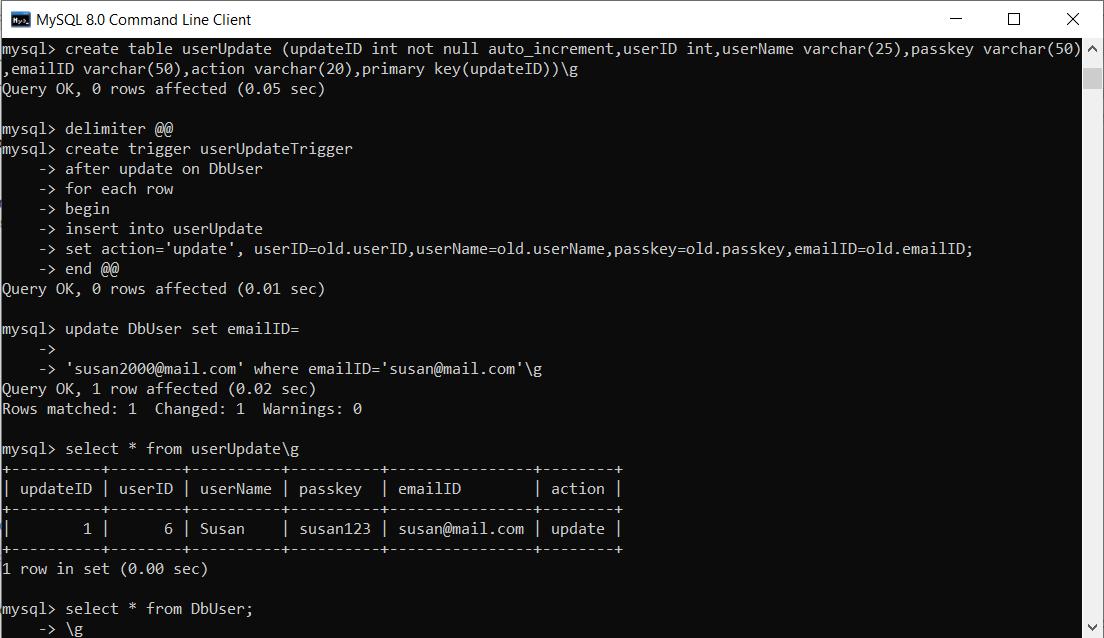 MySQL 8.0 Command Line Client
mysql> create table userUpdate (updateID int not null auto_increment,userID int,userName varchar(25),passkey varchar(50)
,emailID varchar(50),action varchar(20),primary key(updateID))\g
Query OK, 0 rows affected (0.05 sec)
mysql> delimiter @@
mysql> create trigger userUpdateTrigger
    -> after update on DbUser
    -> for each row
    -> begin
    -> insert into userUpdate
    -> set action='update', userID=old.userID,userName=old.userName,passkey=old.passkey,emailID=old.emailID;
    -> end @@
Query OK, 0 rows affected (0.01 sec)
mysql> update DbUser set emailID=
    ->
    -> 'susan2000@mail.com' where emailID='susan@mail.com'\g
Query OK, 1 row affected (0.02 sec)
Rows matched: 1  Changed: 1  Warnings: 0
mysql> select * from userUpdate\g
+----------+--------+----------+----------+----------------+--------+
| updateID | userID | userName | passkey  | emailID        | action |
+----------+--------+----------+----------+----------------+--------+
|        1 |      6 | Susan    | susan123 | susan@mail.com | update |
+----------+--------+----------+----------+----------------+--------+
1 row in set (0.00 sec)
mysql> select * from DbUser;
    -> \g